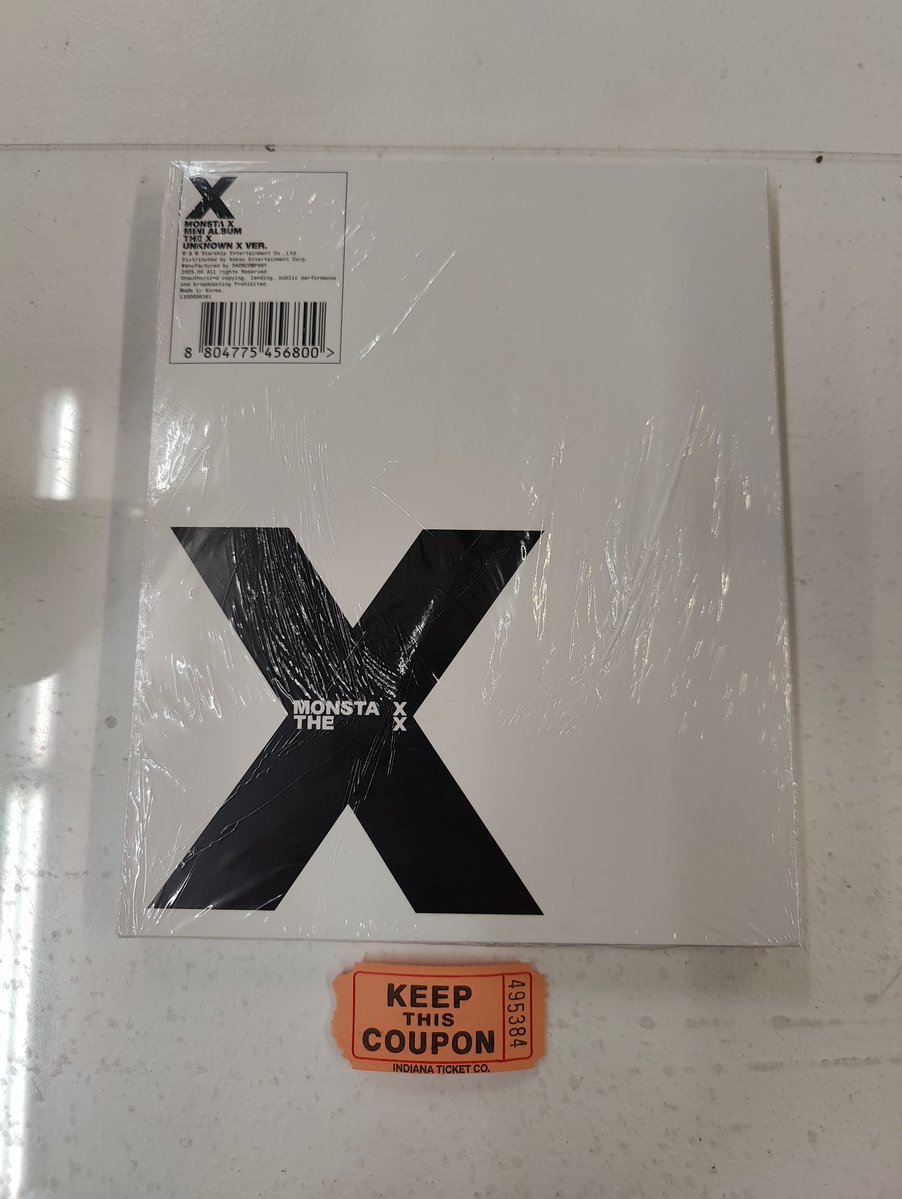 X
MONSTA X
MINI ALBUM
THE X
UNKNOWN X VER.
℗ & © Starship Entertainment Co.,Ltd.
Distributed by Kakao Entertainment Corp.
Manufactured by
All rights Reserved
Unauthorized copying, lending, public performance
and broadcasting Prohibited
Made in Korea
8 804775 456800 >
X
MONSTA X
THE X
KEEP
THIS
COUPON
495384
INDIANA TICKET CO.